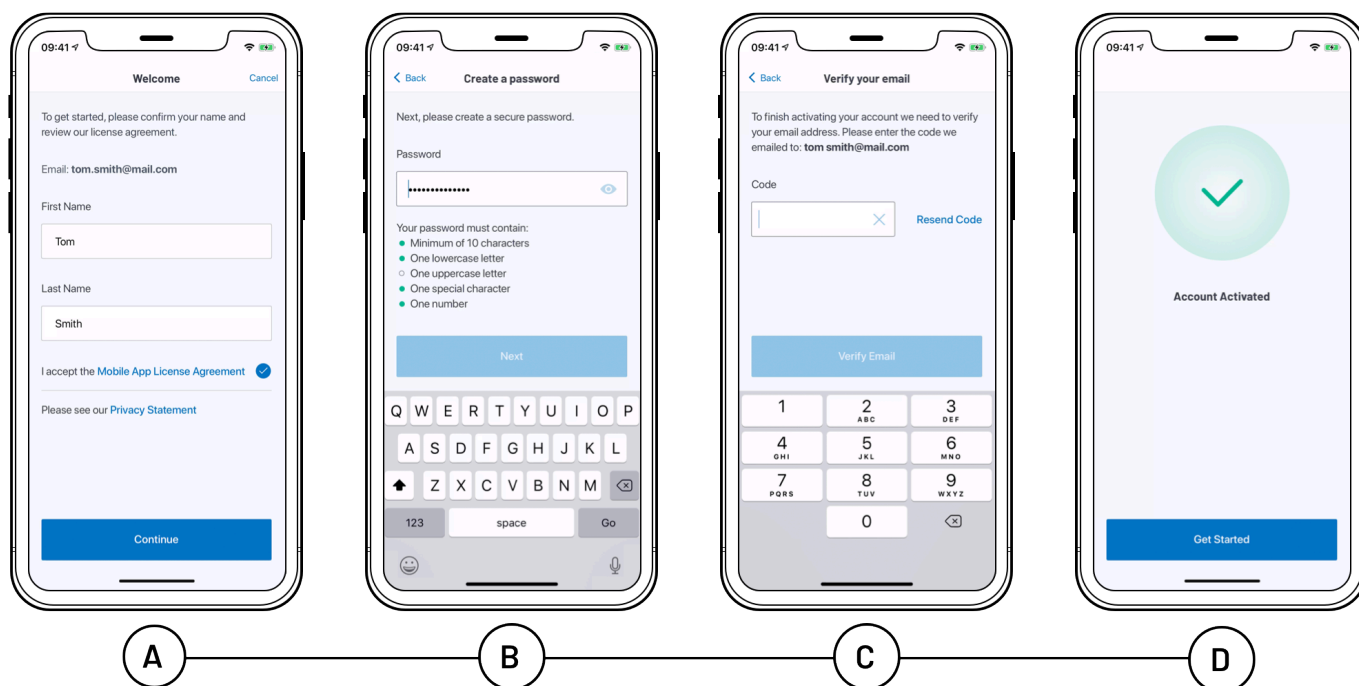 09:41
Welcome
Cancel
To get started, please confirm your name and
review our license agreement.
Email: tom.smith@mail.com
First Name
Tom
Last Name
Smith
I accept the Mobile App License Agreement
Please see our Privacy Statement
Continue
A
09:41
Back
Create a password
Next, please create a secure password.
Password
••••••••••••••
Your password must contain:
Minimum of 10 characters
One lowercase letter
One uppercase letter
One special character
One number
Next
Q W E R T Y U I O P
A S D F G H J K L
Z X C V B N M
123 space Go
B
09:41
Back
Verify your email
To finish activating your account we need to verify
your email address. Please enter the code we
emailed to: tom smith@mail.com
Code
Resend Code
Verify Email
1 2 3
ABC DEF
4 5 6
GHI JKL MNO
7 8 9
PQRS TUV WXYZ
0
C
09:41
Account Activated
Get Started
D